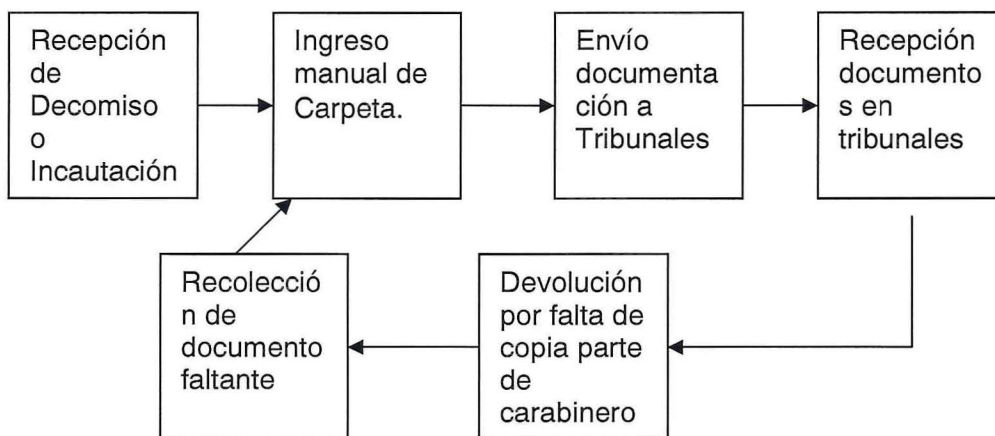 Recepción
de
Decomiso
o
Incautación
Ingreso
manual de
Carpeta.
Envío
documenta
ción a
Tribunales
Recepción
documento
s en
tribunales
Recolecció
n de
documento
faltante
Devolución
por falta de
copia parte
de
carabinero